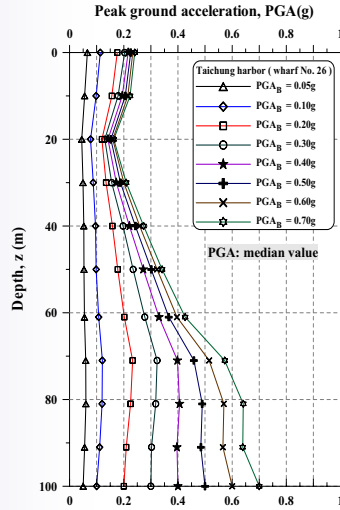 Peak ground acceleration, PGA(g)
0 0.2 0.4 0.6 0.8 1
Depth, z (m)
0
20
40
60
80
100
Taichung harbor ( wharf No. 26 )
PGA_B = 0.05g
PGA_B = 0.10g
PGA_B = 0.20g
PGA_B = 0.30g
PGA_B = 0.40g
PGA_B = 0.50g
PGA_B = 0.60g
PGA_B = 0.70g
PGA: median value
0 0.2 0.4 0.6 0.8 1